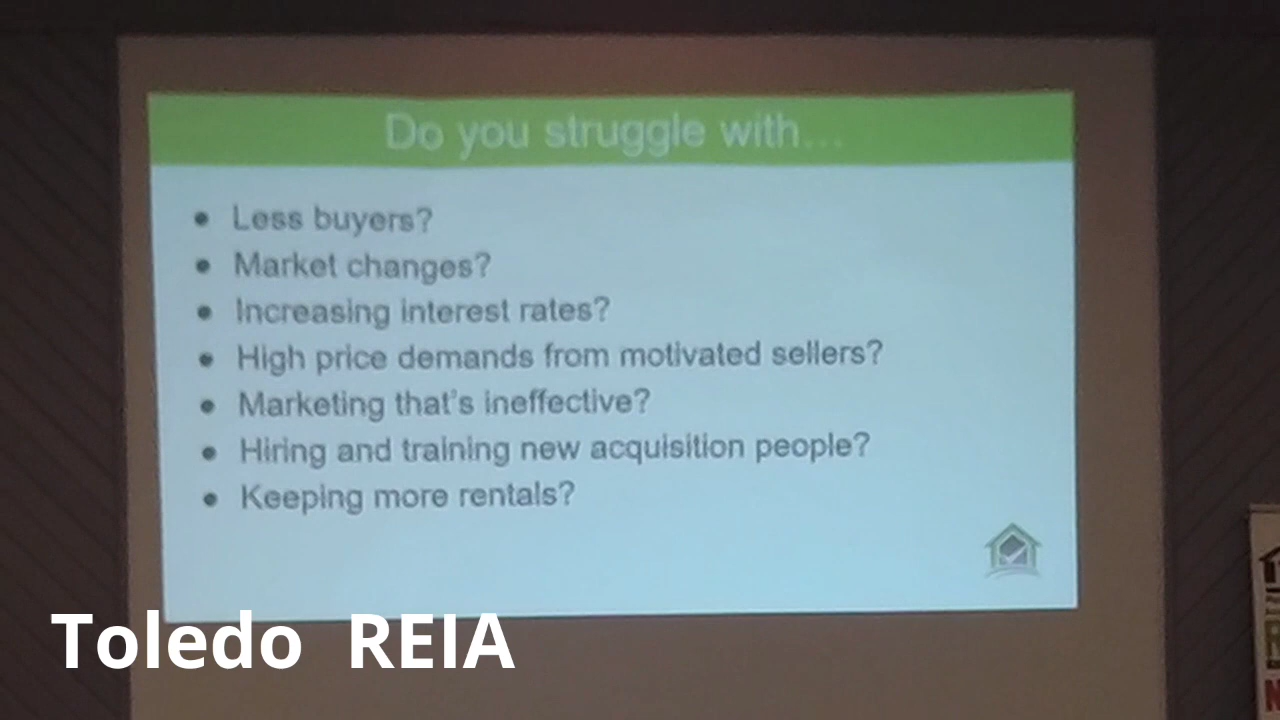 Do you struggle with...
• Less buyers?
• Market changes?
• Increasing interest rates?
• High price demands from motivated sellers?
• Marketing that's ineffective?
• Hiring and training new acquisition people?
• Keeping more rentals?
Toledo REIA